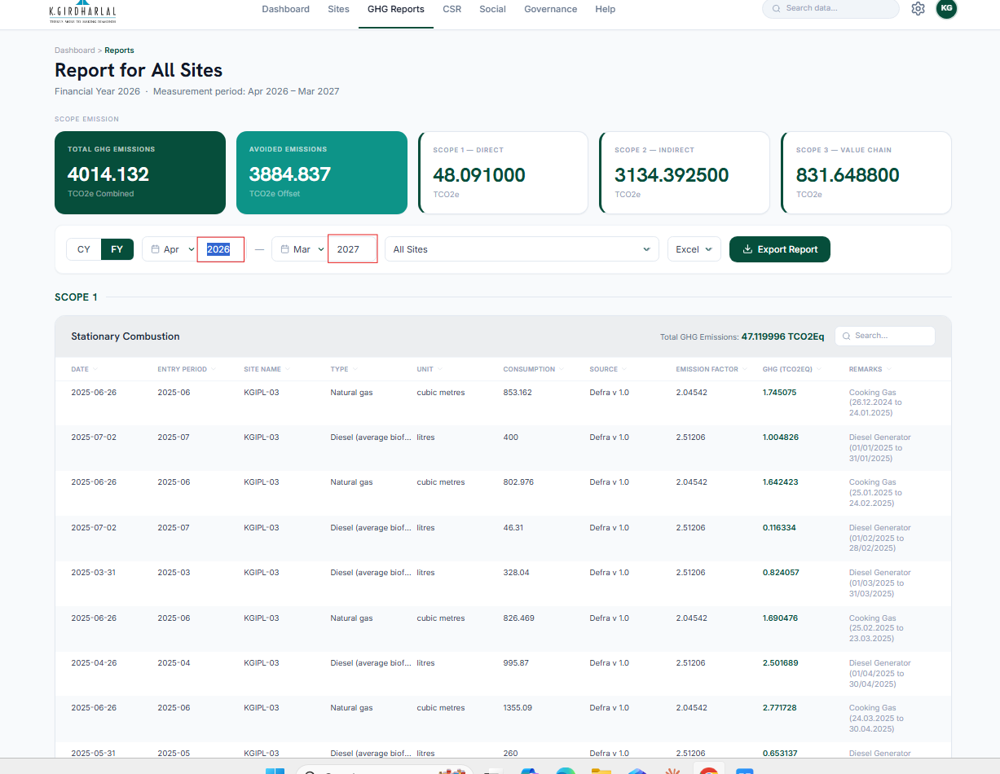 K.GIRDHARLAL
THERE'S MORE TO MAKING DIAMONDS
Dashboard Sites GHG Reports CSR Social Governance Help Search data... KG
Dashboard > Reports
Report for All Sites
Financial Year 2026 · Measurement period: Apr 2026 – Mar 2027
SCOPE EMISSION
TOTAL GHG EMISSIONS
4014.132
TCO2e Combined
AVOIDED EMISSIONS
3884.837
TCO2e Offset
SCOPE 1 — DIRECT
48.091000
TCO2e
SCOPE 2 — INDIRECT
3134.392500
TCO2e
SCOPE 3 — VALUE CHAIN
831.648800
TCO2e
CY FY Apr 2026 — Mar 2027 All Sites Excel Export Report
SCOPE 1
Stationary Combustion Total GHG Emissions: 47.119996 TCO2Eq Search...
DATE ENTRY PERIOD SITE NAME TYPE UNIT CONSUMPTION SOURCE EMISSION FACTOR GHG (TCO2EQ) REMARKS
2025-06-26 2025-06 KGIPL-03 Natural gas cubic metres 853.162 Defra v 1.0 2.04542 1.745075 Cooking Gas
(26.12.2024 to
24.01.2025)
2025-07-02 2025-07 KGIPL-03 Diesel (average biof... litres 400 Defra v 1.0 2.51206 1.004826 Diesel Generator
(01/01/2025 to
31/01/2025)
2025-06-26 2025-06 KGIPL-03 Natural gas cubic metres 802.976 Defra v 1.0 2.04542 1.642423 Cooking Gas
(25.01.2025 to
24.02.2025)
2025-07-02 2025-07 KGIPL-03 Diesel (average biof... litres 46.31 Defra v 1.0 2.51206 0.116334 Diesel Generator
(01/02/2025 to
28/02/2025)
2025-03-31 2025-03 KGIPL-03 Diesel (average biof... litres 328.04 Defra v 1.0 2.51206 0.824057 Diesel Generator
(01/03/2025 to
31/03/2025)
2025-06-26 2025-06 KGIPL-03 Natural gas cubic metres 826.469 Defra v 1.0 2.04542 1.690476 Cooking Gas
(25.02.2025 to
23.03.2025)
2025-04-26 2025-04 KGIPL-03 Diesel (average biof... litres 995.87 Defra v 1.0 2.51206 2.501689 Diesel Generator
(01/04/2025 to
30/04/2025)
2025-06-26 2025-06 KGIPL-03 Natural gas cubic metres 1355.09 Defra v 1.0 2.04542 2.771728 Cooking Gas
(24.03.2025 to
30.04.2025)
2025-05-31 2025-05 KGIPL-03 Diesel (average biof... litres 260 Defra v 1.0 2.51206 0.653137 Diesel Generator